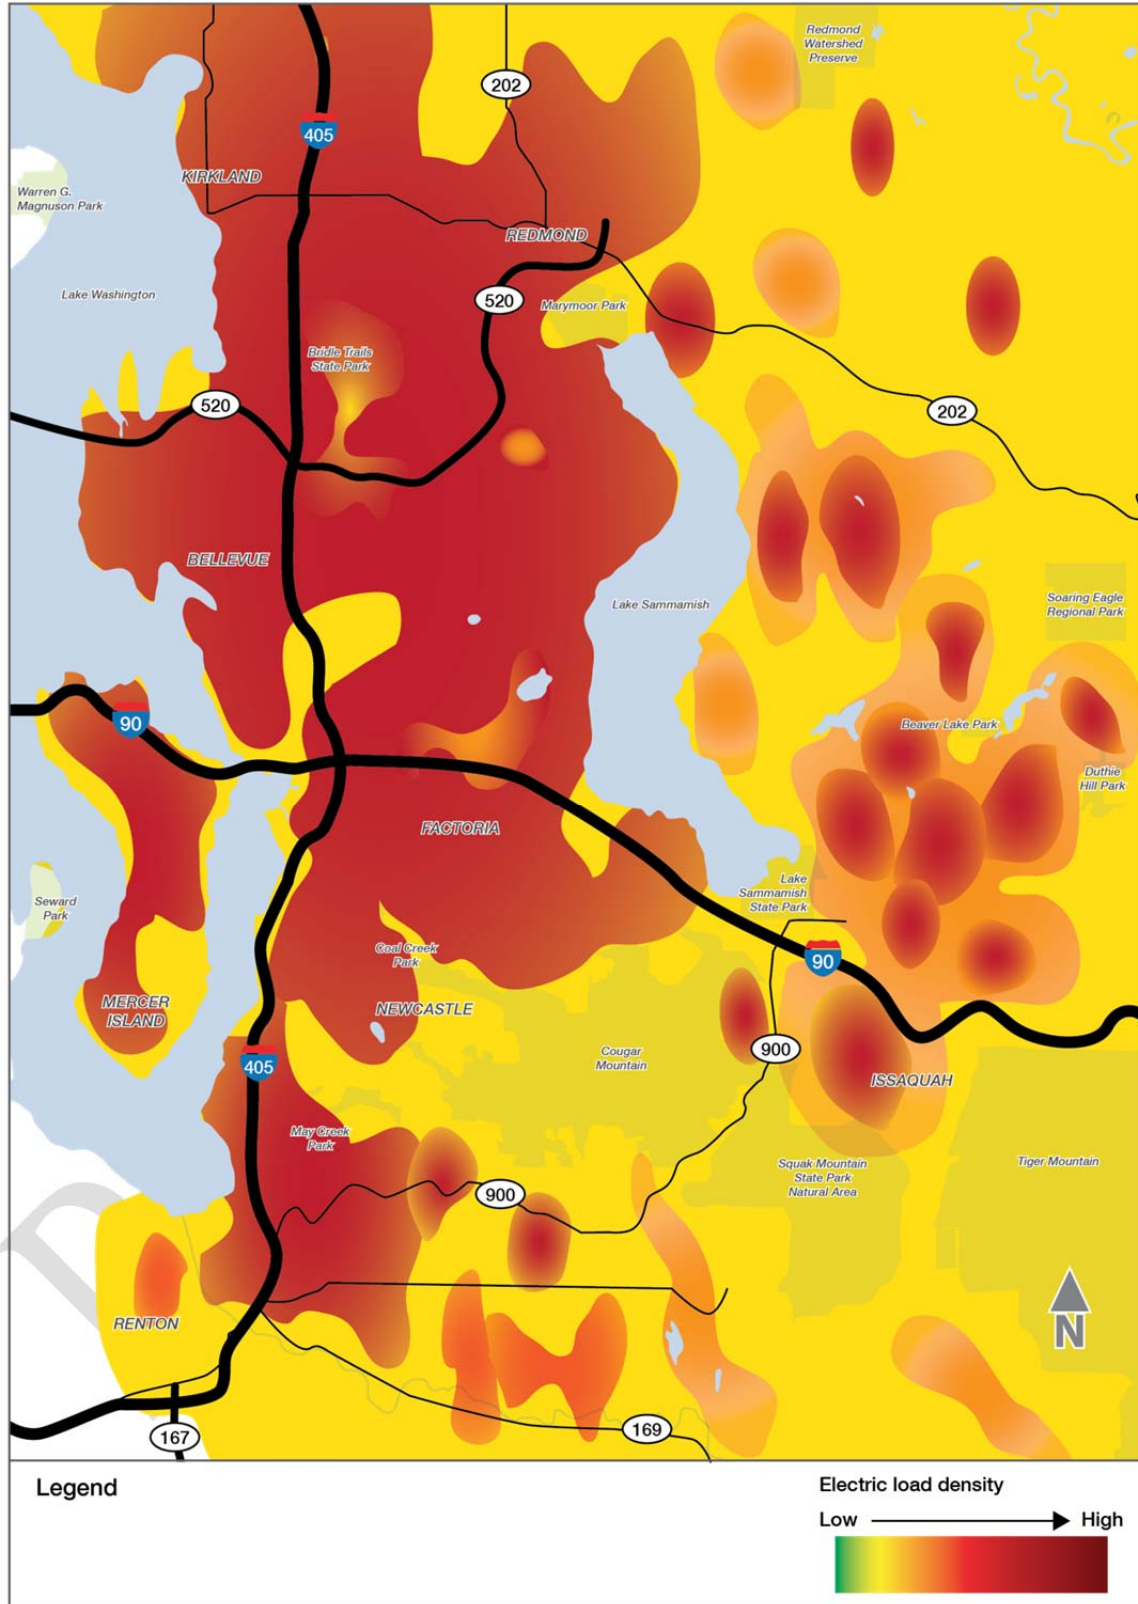 Redmond
Watershed
Preserve
202
405
KIRKLAND
Warren G.
Magnuson Park
REDMOND
Lake Washington
520
Marymoor Park
Bridle Trails
State Park
520
202
BELLEVUE
Lake Sammamish
Soaring Eagle
Regional Park
90
Beaver Lake Park
Duthie
Hill Park
FACTORIA
Seward
Park
Lake
Sammamish
State Park
Coal Creek
Park
90
MERCER
ISLAND
NEWCASTLE
Cougar
Mountain
900
405
ISSAQUAH
May Creek
Park
Squak Mountain
State Park
Natural Area
Tiger Mountain
900
RENTON
N
167
169
Legend
Electric load density
Low
High